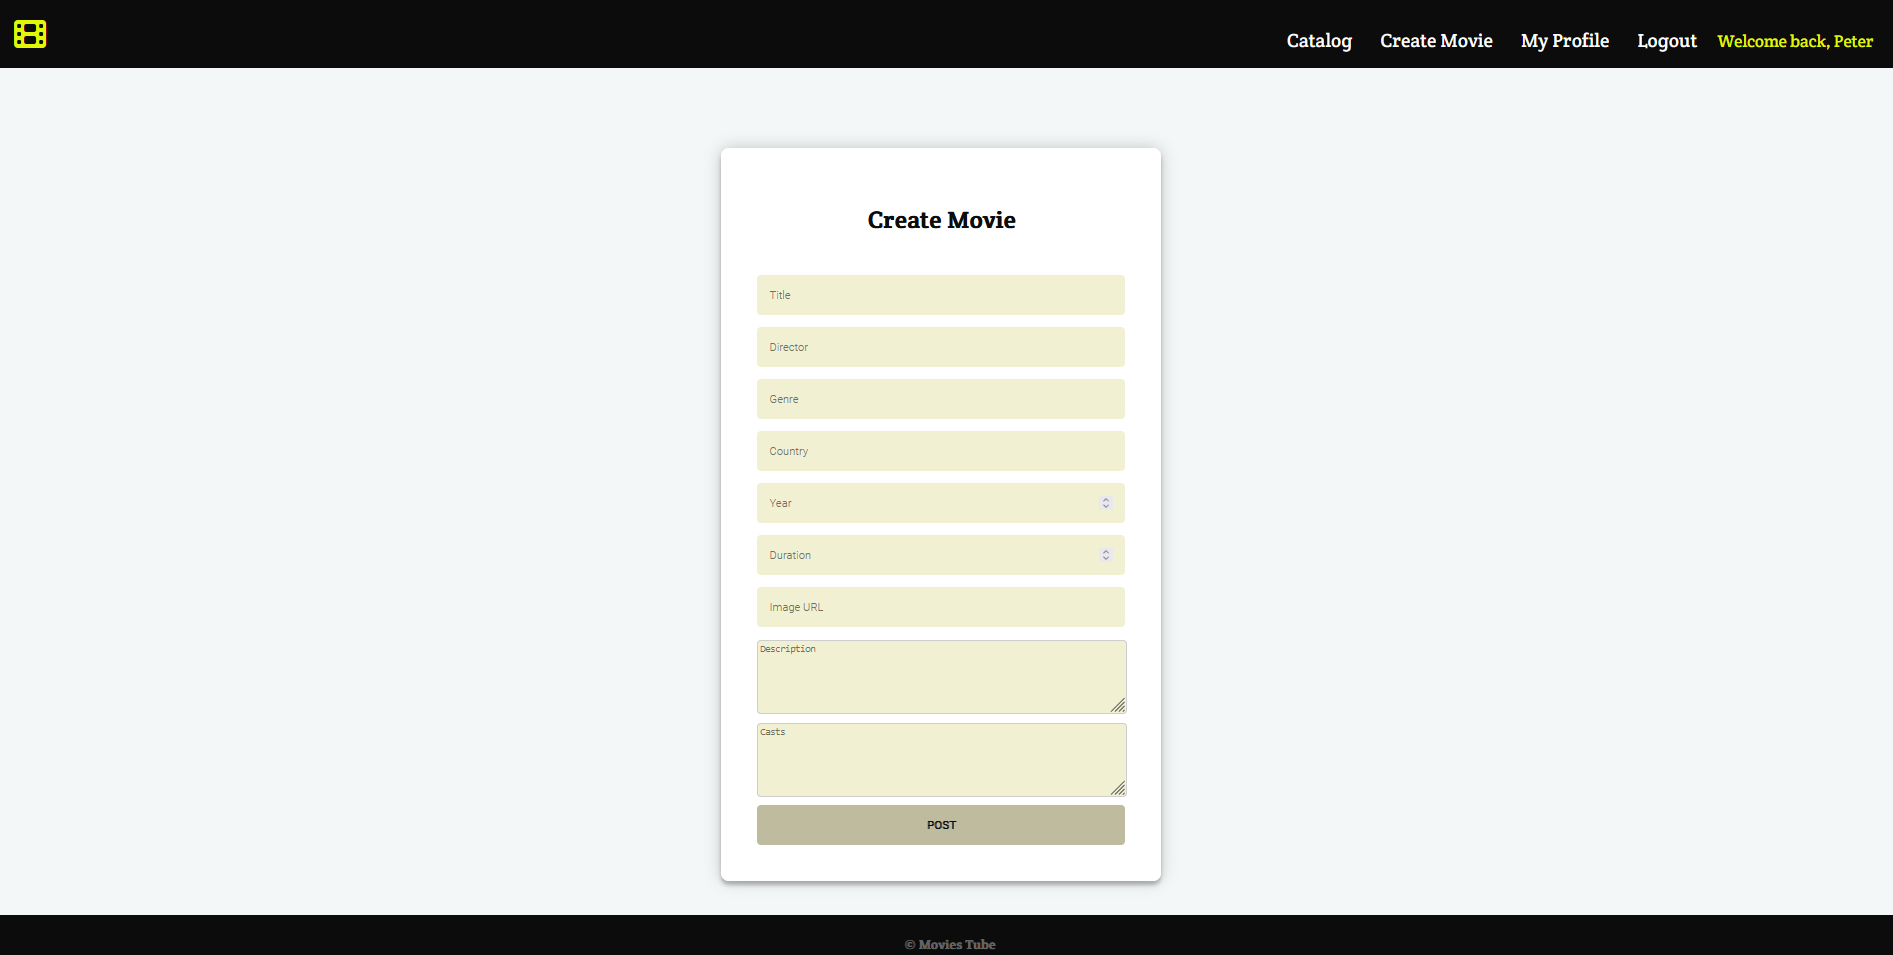 Catalog Create Movie My Profile Logout Welcome back, Peter
Create Movie
Title
Director
Genre
Country
Year
Duration
Image URL
Description
Casts
POST
© Movies Tube